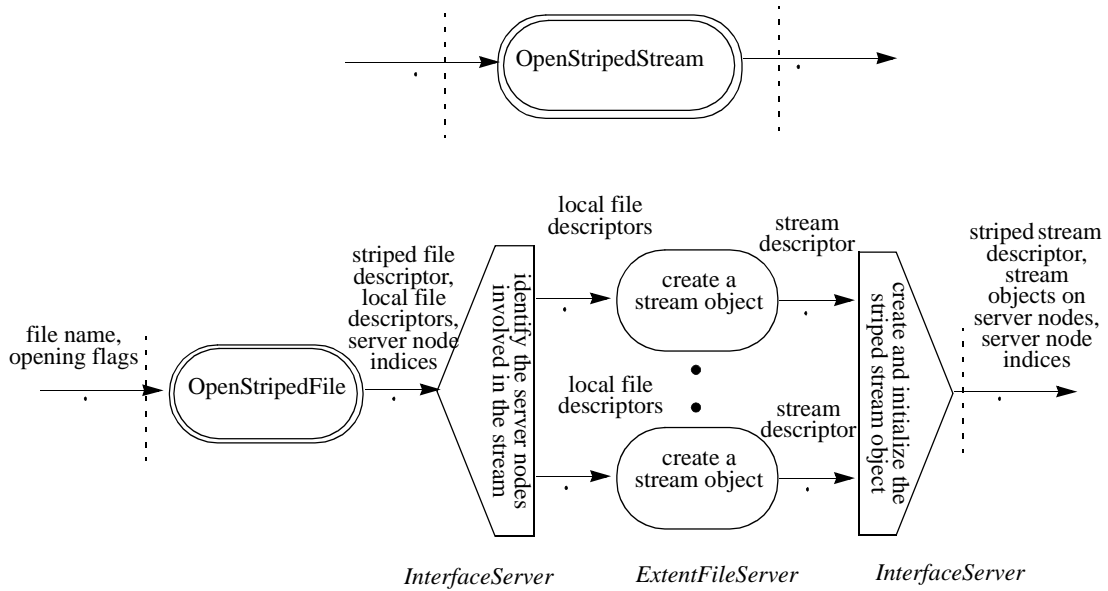 OpenStripedStream
file name,
opening flags
OpenStripedFile
striped file
descriptor,
local file
descriptors,
server node
indices
identify the server nodes
involved in the stream
local file
descriptors
create a
stream object
stream
descriptor
local file
descriptors
create a
stream object
stream
descriptor
create and initialize the
striped stream object
striped stream
descriptor,
stream
objects on
server nodes,
server node
indices
InterfaceServer
ExtentFileServer
InterfaceServer